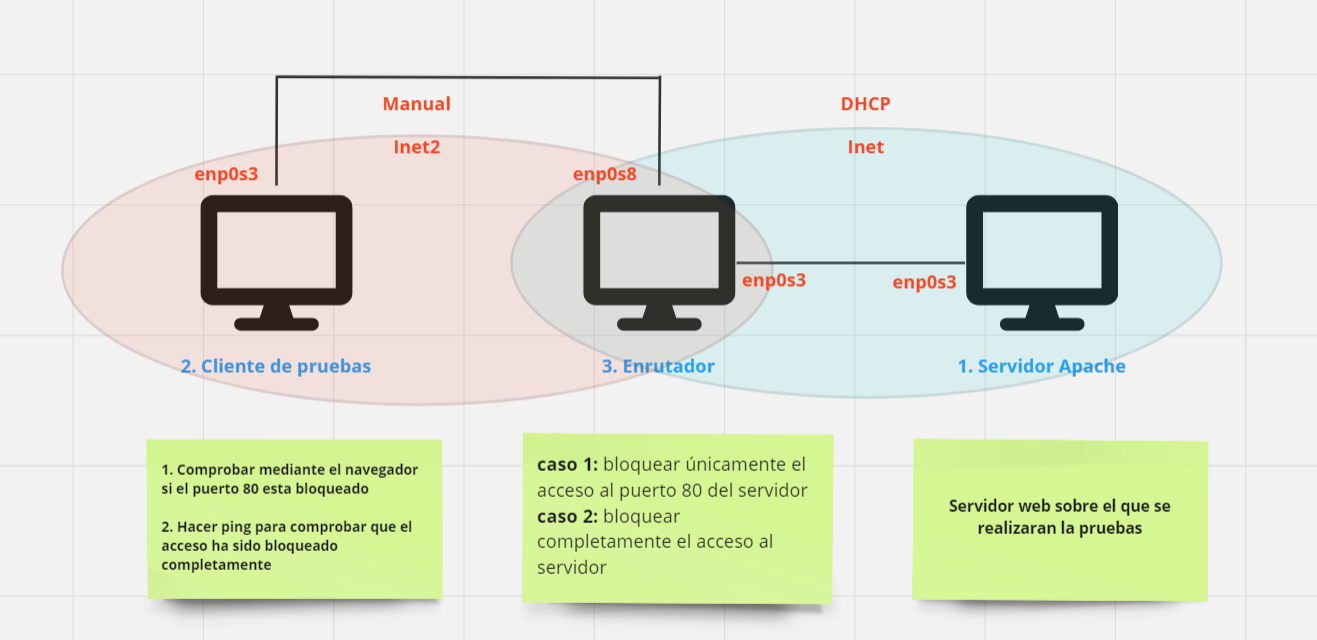 Manual
DHCP
Inet2
Inet
enp0s3
enp0s8
enp0s3
enp0s3
2. Cliente de pruebas
3. Enrutador
1. Servidor Apache
1. Comprobar mediante el navegador
si el puerto 80 esta bloqueado
2. Hacer ping para comprobar que el
acceso ha sido bloqueado
completamente
caso 1: bloquear únicamente el
acceso al puerto 80 del servidor
caso 2: bloquear
completamente el acceso al
servidor
Servidor web sobre el que se
realizaran la pruebas